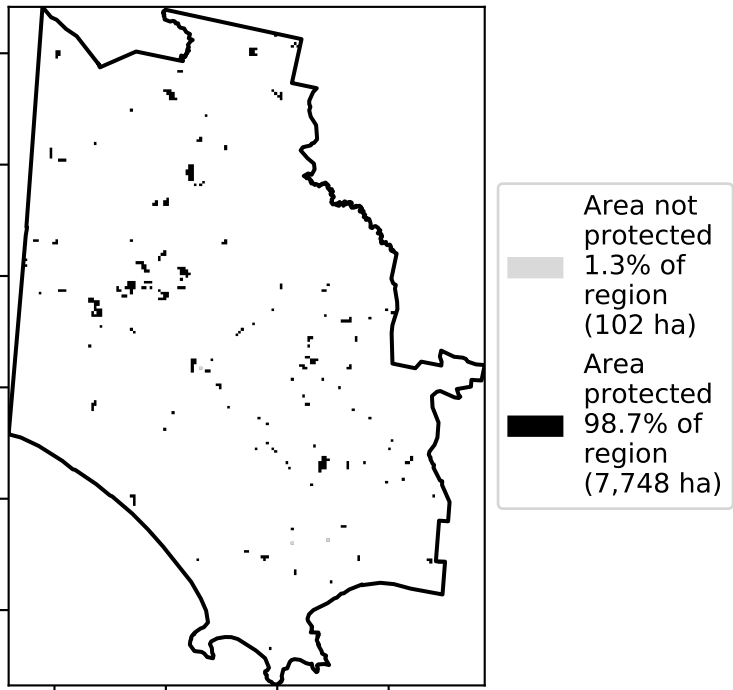 Area not
protected
1.3% of
region
(102 ha)
Area
protected
98.7% of
region
(7,748 ha)